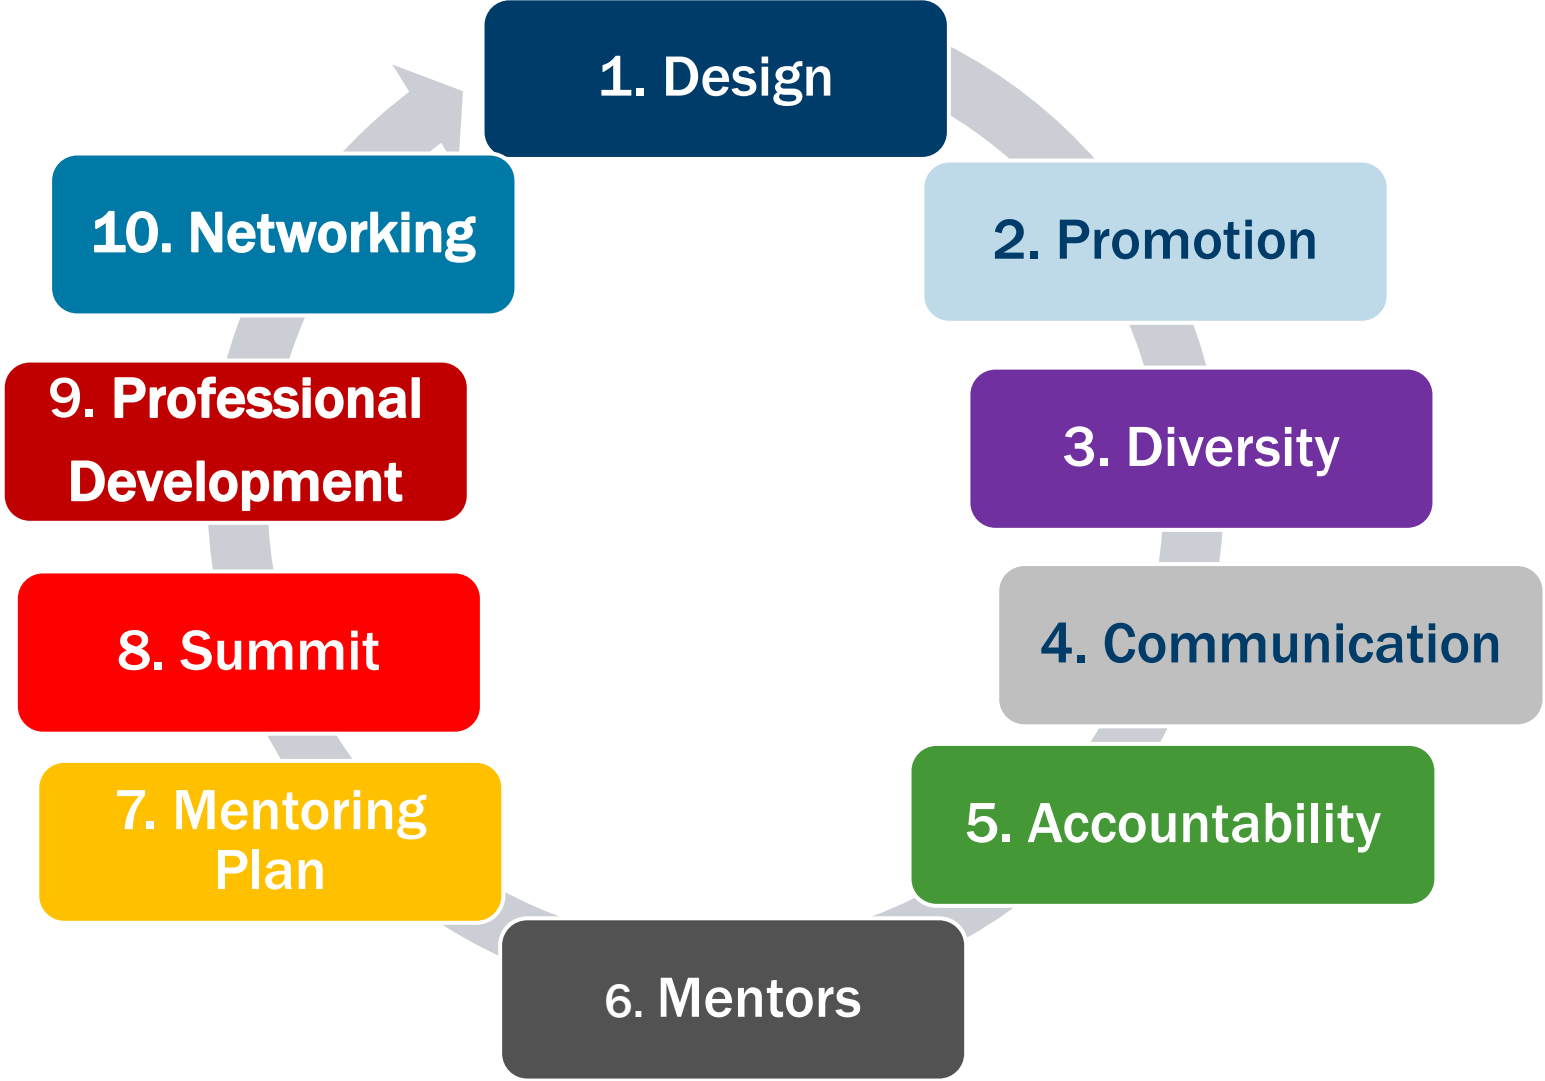 1. Design
2. Promotion
3. Diversity
4. Communication
5. Accountability
6. Mentors
7. Mentoring
Plan
8. Summit
9. Professional
Development
10. Networking